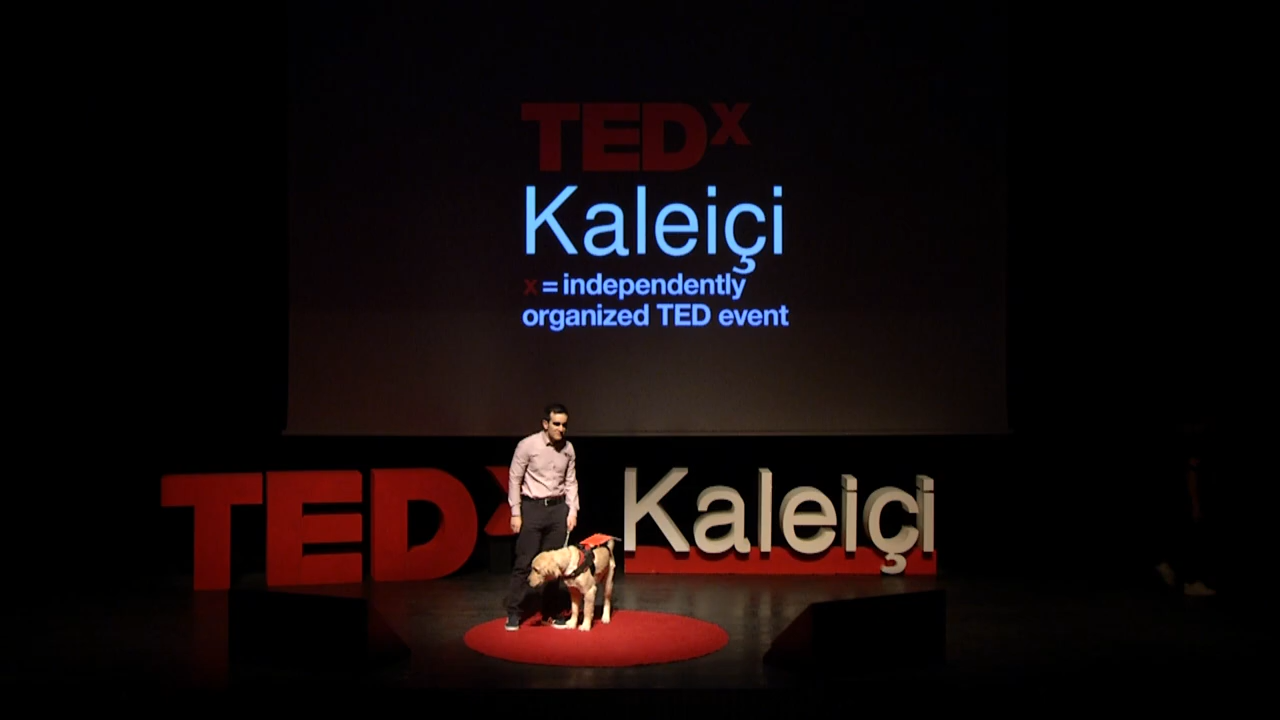 TEDx
Kaleiçi
x = independently
organized TED event
TEDx Kaleiçi